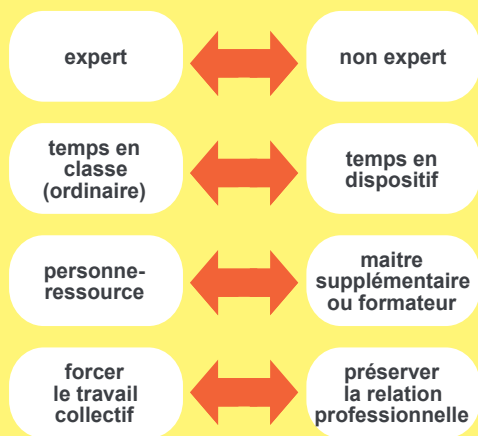 expert
non expert
temps en
classe
(ordinaire)
temps en
dispositif
personne-
ressource
maitre
supplémentaire
ou formateur
forcer
le travail
collectif
préserver
la relation
professionnelle